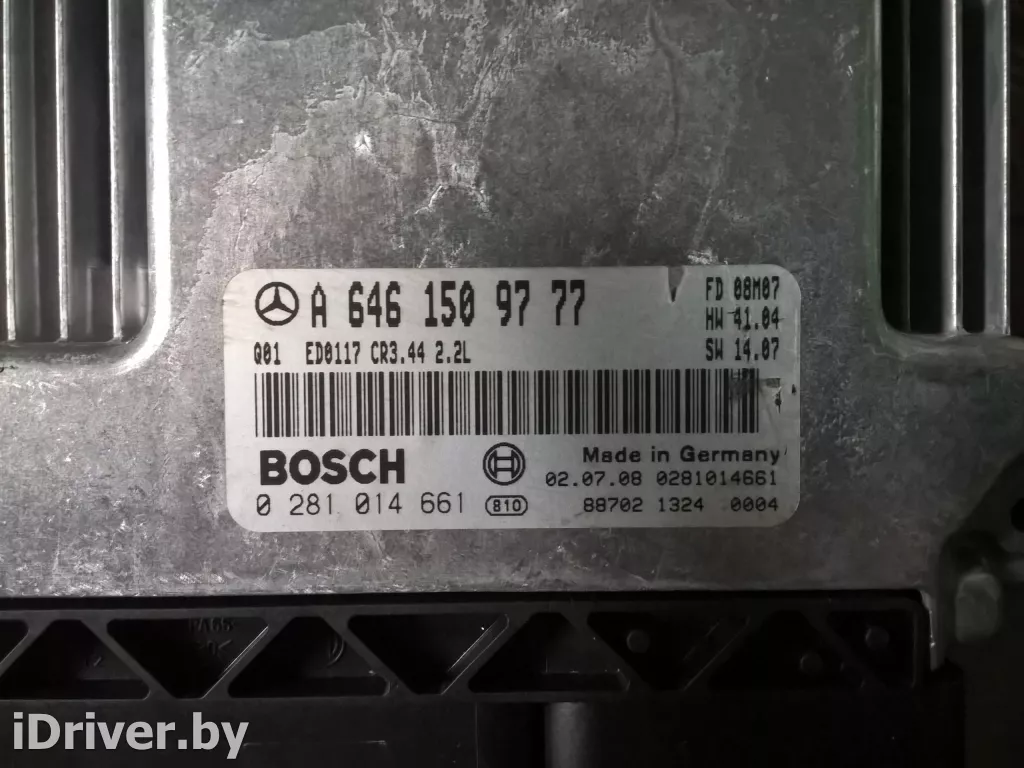 A 646 150 97 77
FD 08M07
HW 41.04
Q01 ED0117 CR3.44 2.2L
SW 14.07
BOSCH
Made in Germany
02.07.08 0281014661
0 281 014 661 810
88702 1324 0004
iDriver.by